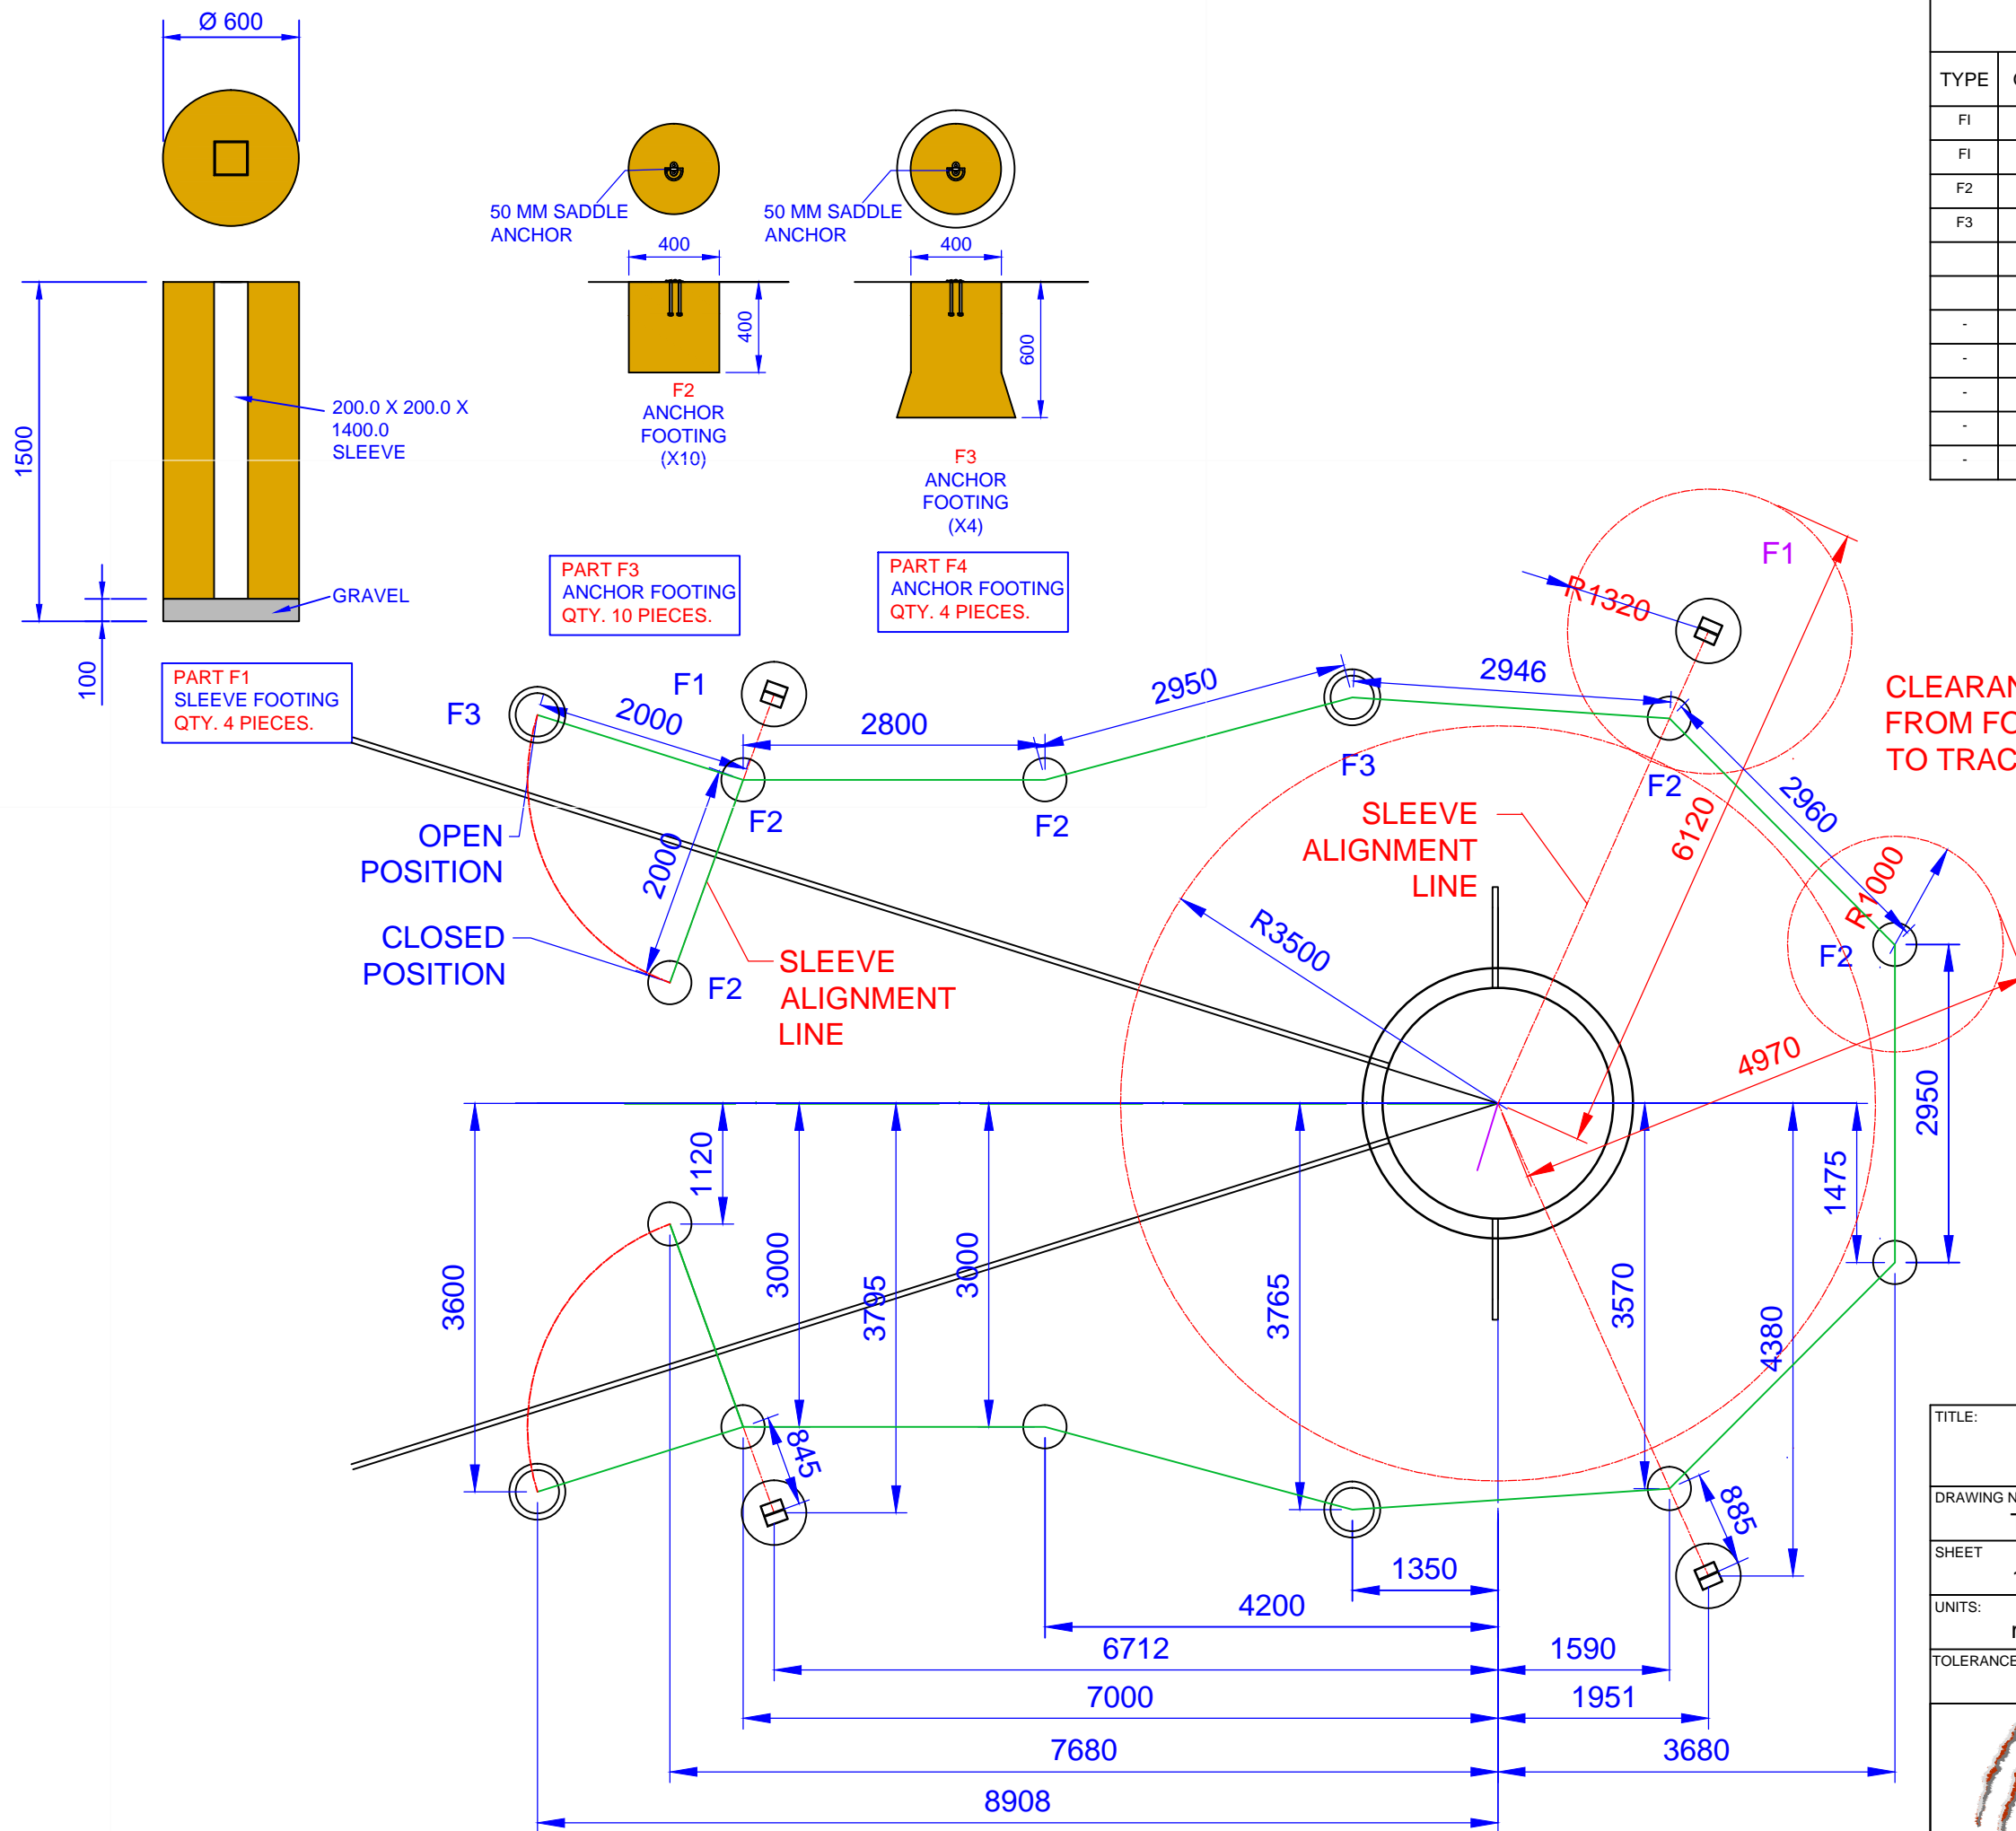 Ø 600
1500
100
200.0 X 200.0 X
1400.0
SLEEVE
GRAVEL
PART F1
SLEEVE FOOTING
QTY. 4 PIECES.
50 MM SADDLE
ANCHOR
400
400
F2
ANCHOR
FOOTING
(X10)
PART F3
ANCHOR FOOTING
QTY. 10 PIECES.
50 MM SADDLE
ANCHOR
400
600
F3
ANCHOR
FOOTING
(X4)
PART F4
ANCHOR FOOTING
QTY. 4 PIECES.
TYPE
FI
FI
F2
F3
-
-
-
-
-
F1
R1320
F3
2000
F1
2800
2950
2946
F3
F2
F2
F2
2960
6120
OPEN
POSITION
2000
CLOSED
POSITION
F2
SLEEVE
ALIGNMENT
LINE
SLEEVE
ALIGNMENT
LINE
R3500
R1000
F2
4970
2950
1475
1120
3600
3000
3795
3000
3765
3570
4380
845
885
1350
4200
6712
1590
7000
1951
7680
3680
8908
TITLE:
DRAWING
SHEET
UNITS: